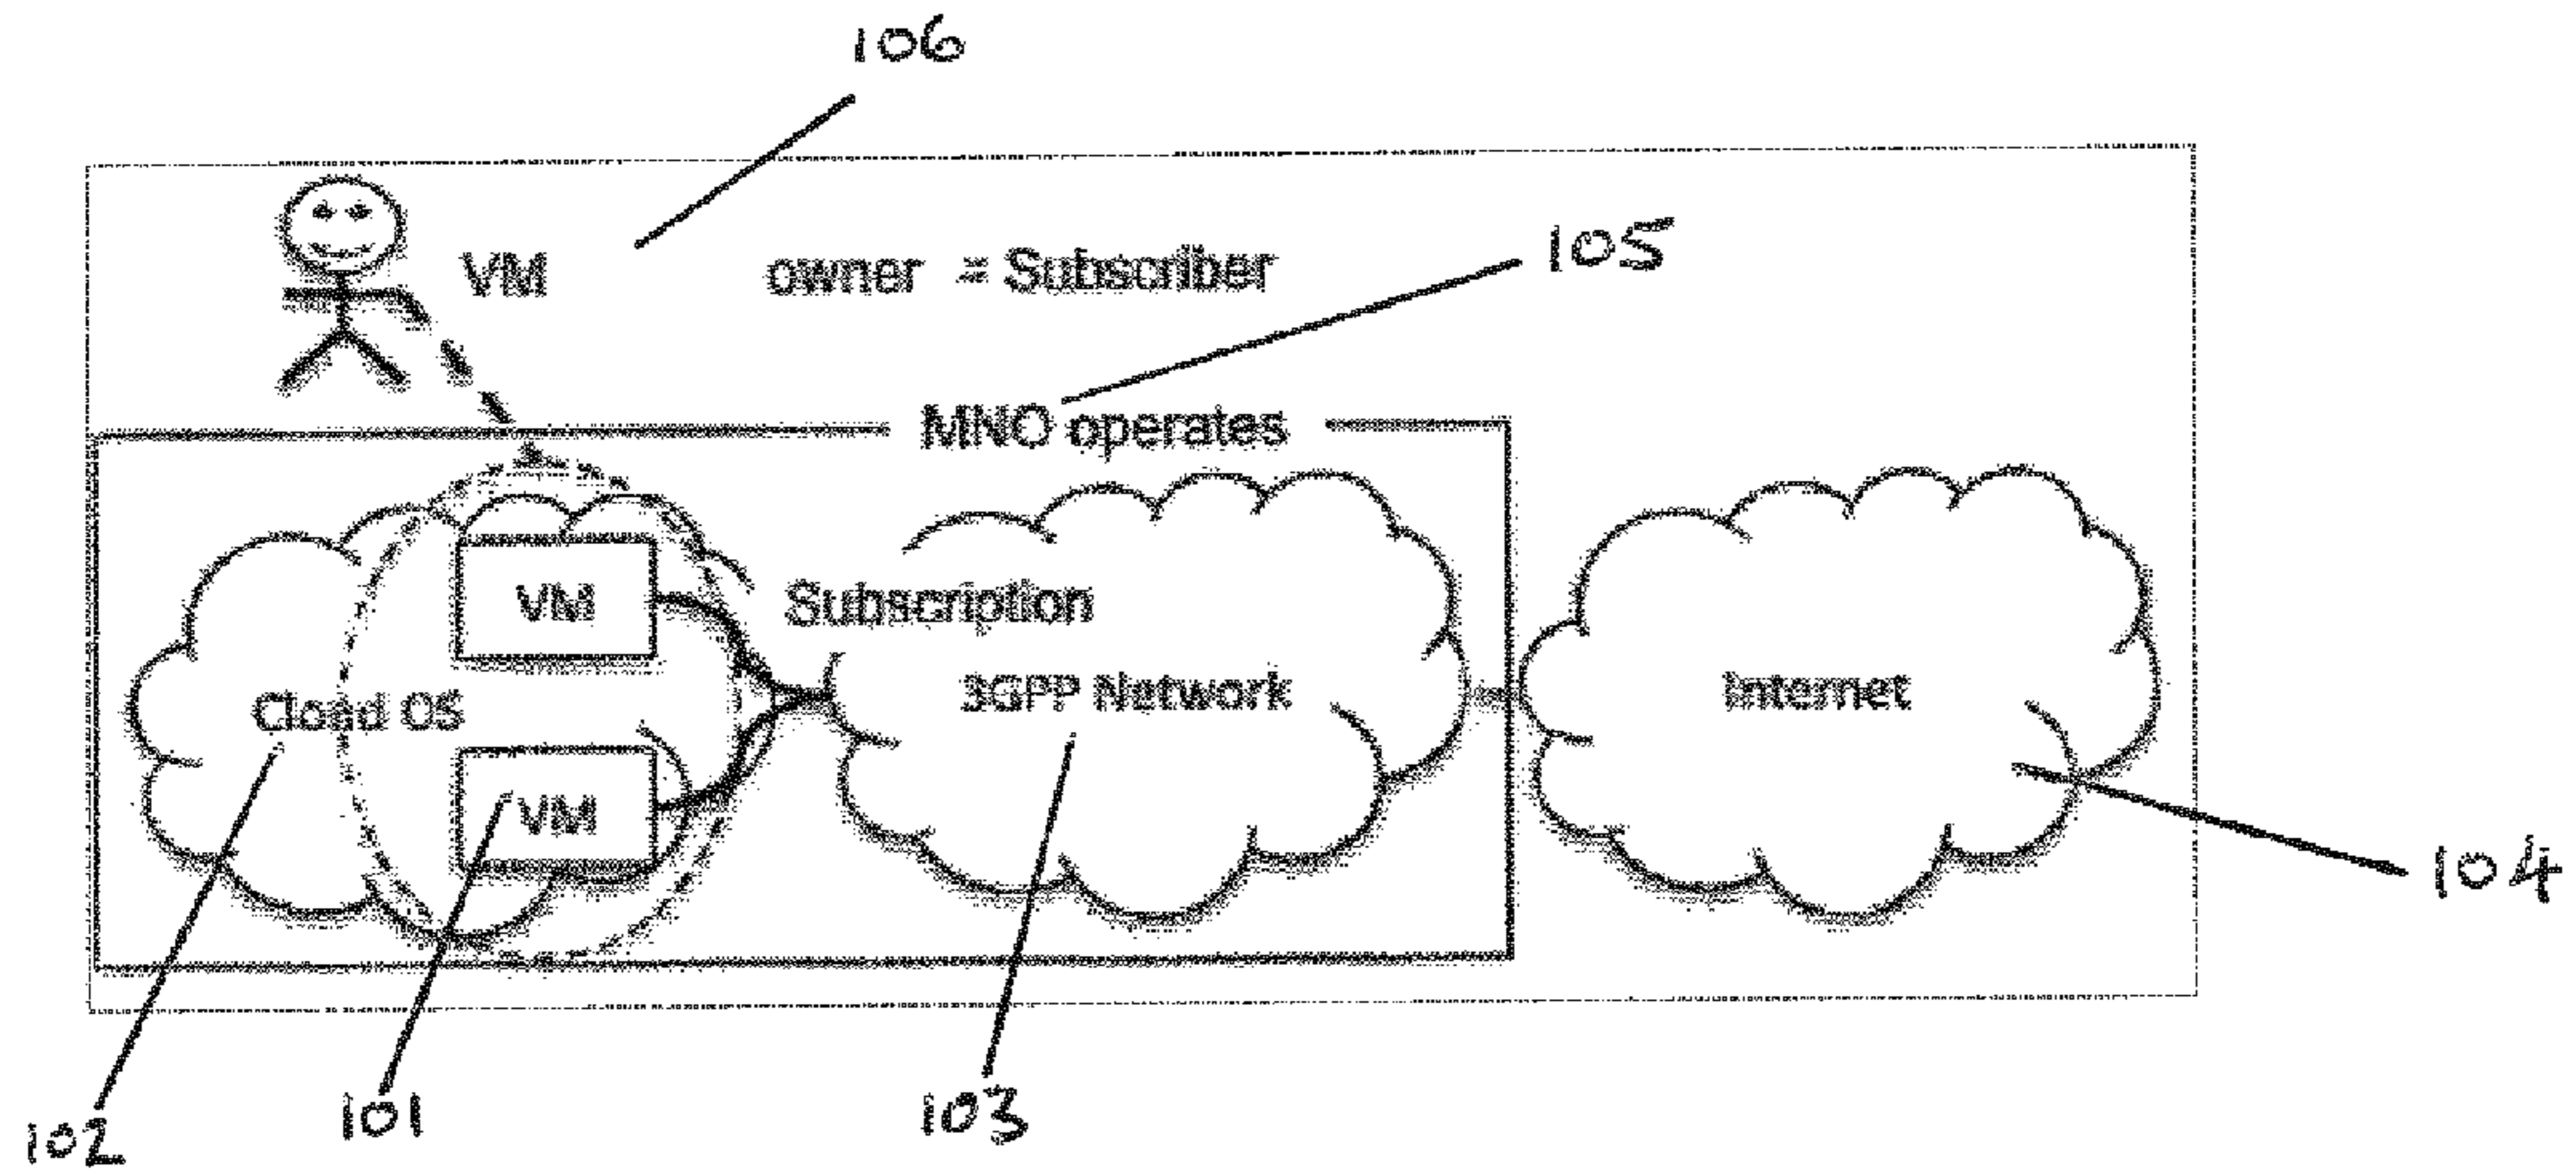 106
VM owner = Subscriber
105
MNO operates
VM
Subscription
Cloud OS
3GPP Network
Internet
VM
104
102
101
103